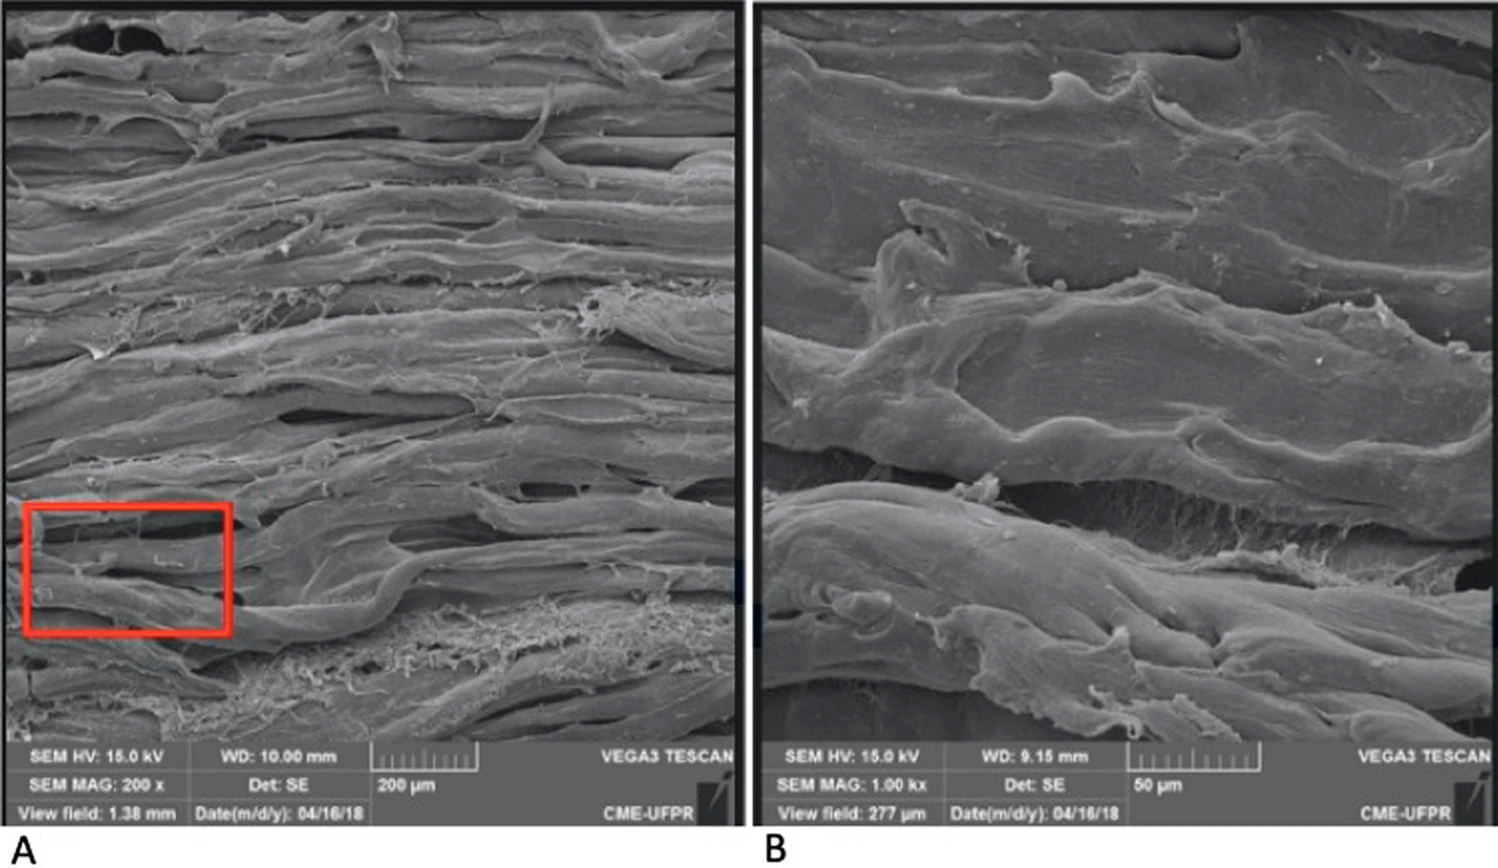 SEM HV: 15.0 kV WD: 10.00 mm VEGA3 TESCAN
SEM MAG: 200 x Det: SE 200 µm
View field: 1.38 mm Date(m/d/y): 04/16/18 CME-UFPR
A
SEM HV: 15.0 kV WD: 9.15 mm VEGA3 TESCAN
SEM MAG: 1.00 kx Det: SE 50 µm
View field: 277 µm Date(m/d/y): 04/16/18 CME-UFPR
B